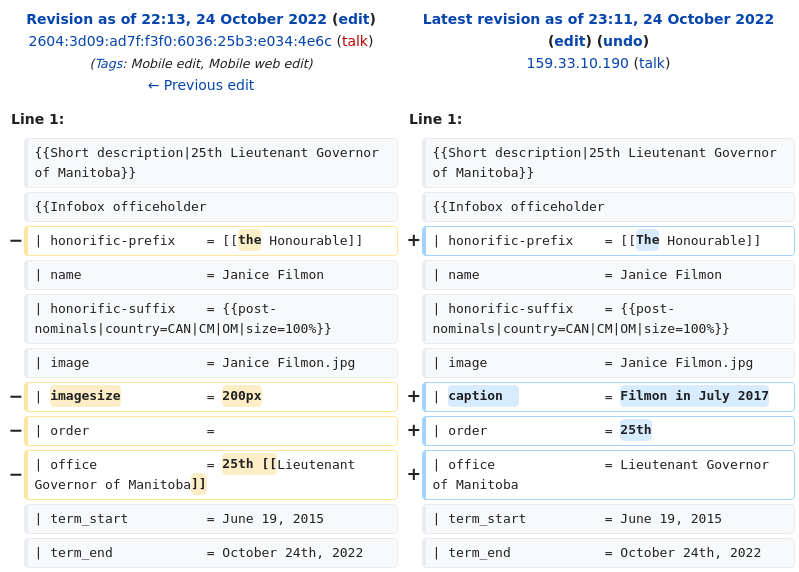 Revision as of 22:13, 24 October 2022 (edit)
2604:3d09:ad7f:f3f0:6036:25b3:e034:4e6c (talk)
(Tags: Mobile edit, Mobile web edit)
← Previous edit
Latest revision as of 23:11, 24 October 2022
(edit) (undo)
159.33.10.190 (talk)
Line 1:
Line 1:
{{Short description|25th Lieutenant Governor
of Manitoba}}
{{Short description|25th Lieutenant Governor
of Manitoba}}
{{Infobox officeholder
{{Infobox officeholder
− | honorific-prefix    = [[the Honourable]]
+ | honorific-prefix    = [[The Honourable]]
| name                = Janice Filmon
| name                = Janice Filmon
| honorific-suffix    = {{post-
nominals|country=CAN|CM|OM|size=100%}}
| honorific-suffix    = {{post-
nominals|country=CAN|CM|OM|size=100%}}
| image               = Janice Filmon.jpg
| image               = Janice Filmon.jpg
− | imagesize           = 200px
+ | caption             = Filmon in July 2017
− | order               =
+ | order               = 25th
− | office              = 25th [[Lieutenant
Governor of Manitoba]]
+ | office              = Lieutenant Governor
of Manitoba
| term_start          = June 19, 2015
| term_start          = June 19, 2015
| term_end            = October 24th, 2022
| term_end            = October 24th, 2022